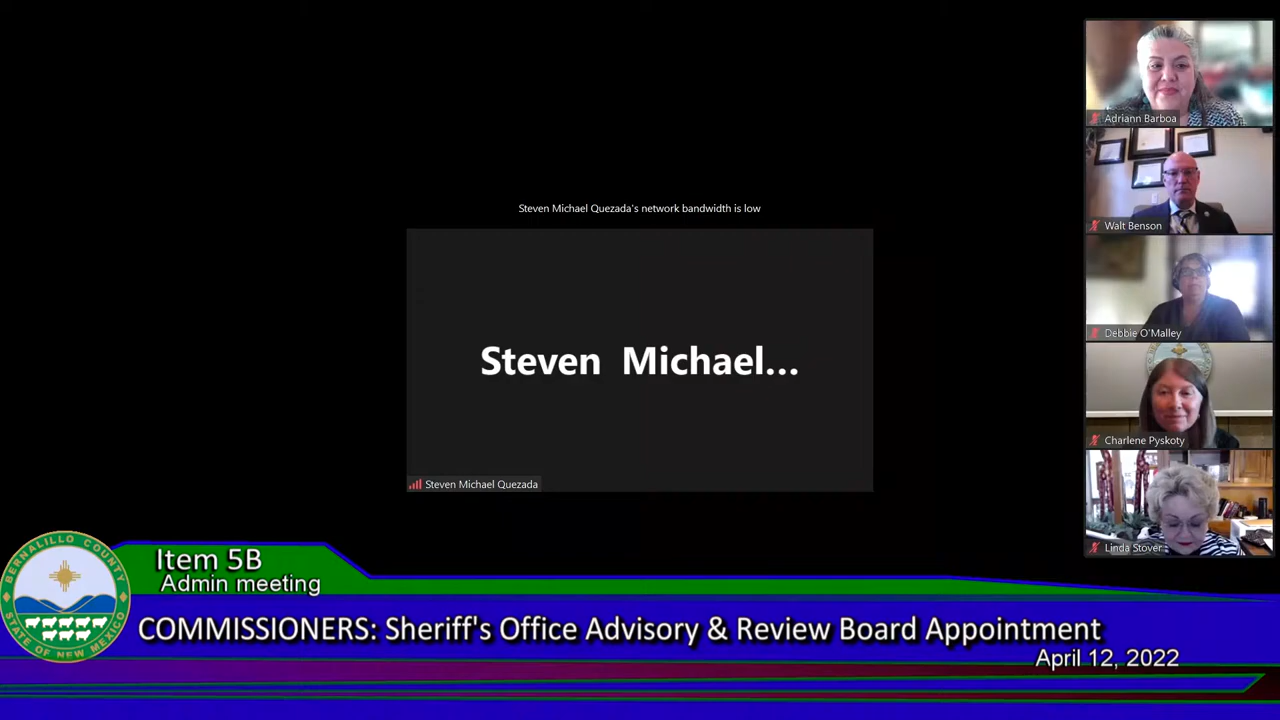 Steven Michael Quezada's network bandwidth is low
Steven Michael...
Steven Michael Quezada
Adriann Barboa
Walt Benson
Debbie O'Malley
Charlene Pyskoty
Linda Stover
BERNALILLO COUNTY
STATE OF NEW MEXICO
Item 5B
Admin meeting
COMMISSIONERS: Sheriff's Office Advisory & Review Board Appointment
April 12, 2022